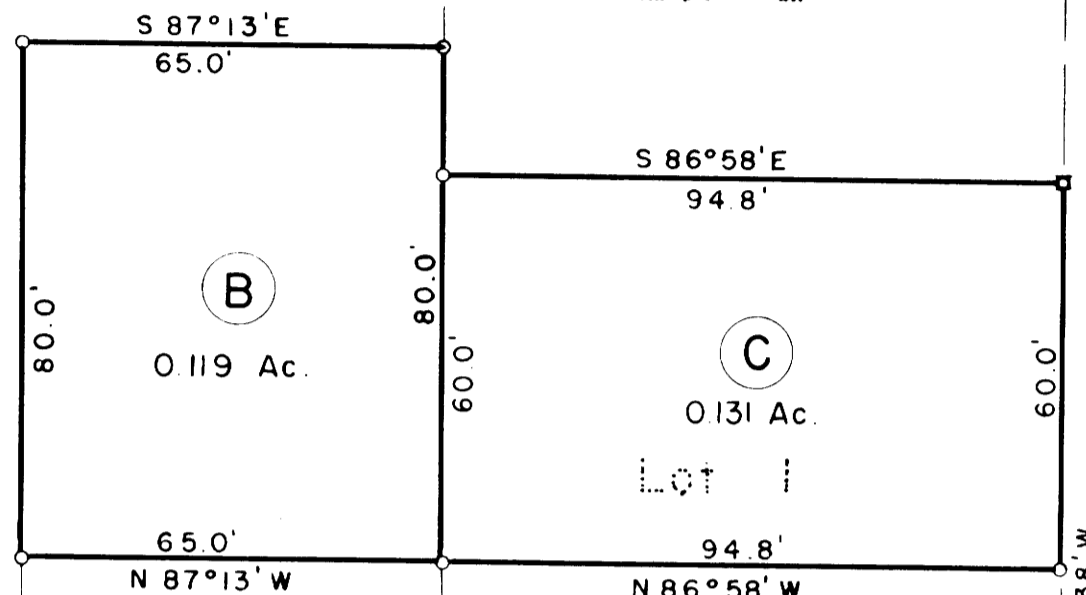 S 87°13' E
65.0'
S 86°58' E
94.8'
80.0'
B
0.119 Ac.
80.0'
60.0'
C
0.131 Ac.
60.0'
Lot 1
65.0'
N 87°13' W
94.8'
N 86°58' W
8' W